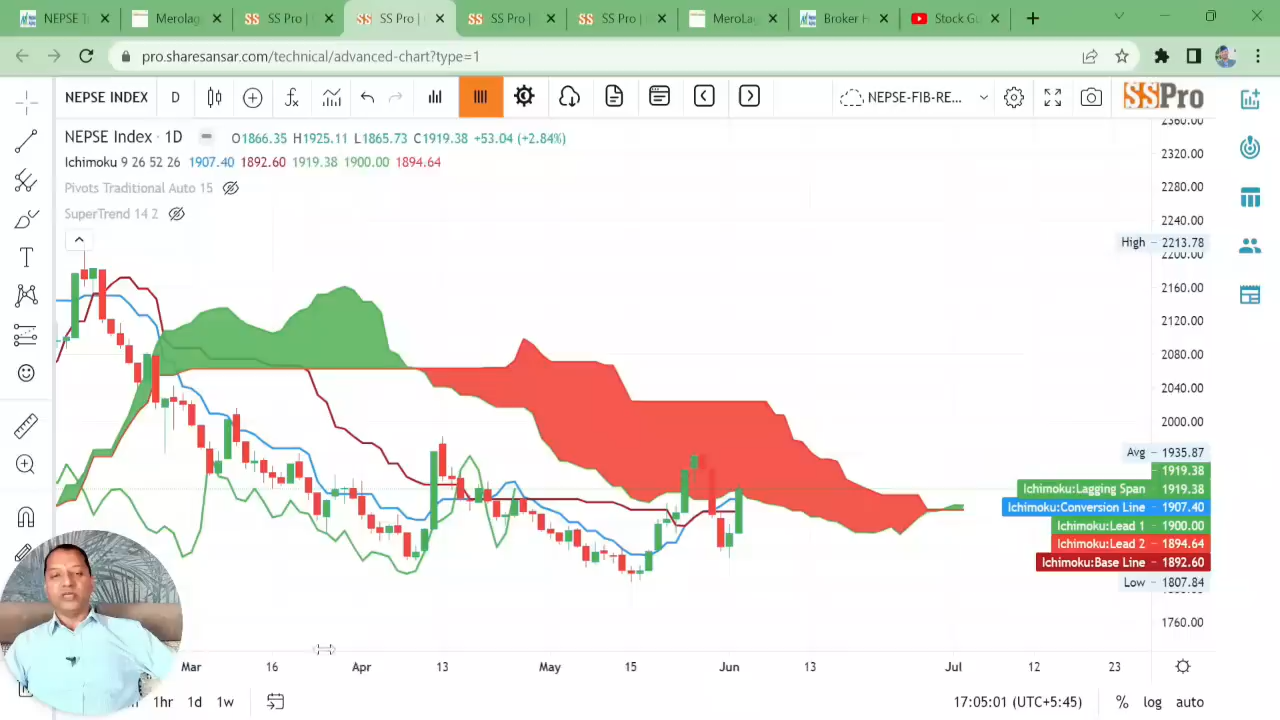 NEPSE T
Merolag
SS Pro | C
SS Pro |
SS Pro |
SS Pro |
MeroLag
Broker H
Stock Gu
pro.sharesansar.com/technical/advanced-chart?type=1
NEPSE INDEX D
NEPSE-FIB-RE...
SSPro
NEPSE Index · 1D O1866.35 H1925.11 L1865.73 C1919.38 +53.04 (+2.84%)
Ichimoku 9 26 52 26 1907.40 1892.60 1919.38 1900.00 1894.64
Pivots Traditional Auto 15
SuperTrend 14 2
2360.00
2320.00
2280.00
2240.00
High 2213.78
2200.00
2160.00
2120.00
2080.00
2040.00
2000.00
Avg 1935.87
1919.38
Ichimoku:Lagging Span 1919.38
Ichimoku:Conversion Line 1907.40
Ichimoku:Lead 1 1900.00
Ichimoku:Lead 2 1894.64
Ichimoku:Base Line 1892.60
Low 1807.84
1760.00
Mar 16 Apr 13 May 15 Jun 13 Jul 12 23
1hr 1d 1w
17:05:01 (UTC+5:45) % log auto